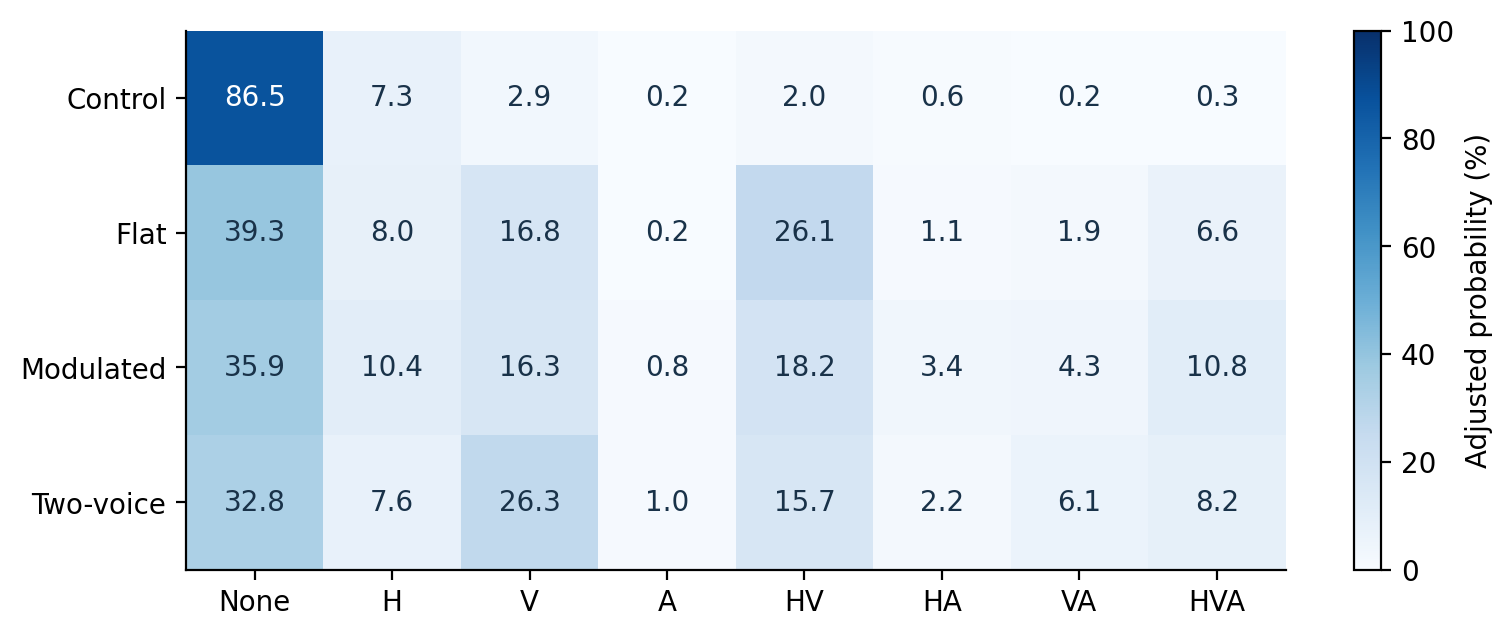 Control 86.5 7.3 2.9 0.2 2.0 0.6 0.2 0.3
Flat 39.3 8.0 16.8 0.2 26.1 1.1 1.9 6.6
Modulated 35.9 10.4 16.3 0.8 18.2 3.4 4.3 10.8
Two-voice 32.8 7.6 26.3 1.0 15.7 2.2 6.1 8.2
None H V A HV HA VA HVA
100
80
60
40
20
0
Adjusted probability (%)